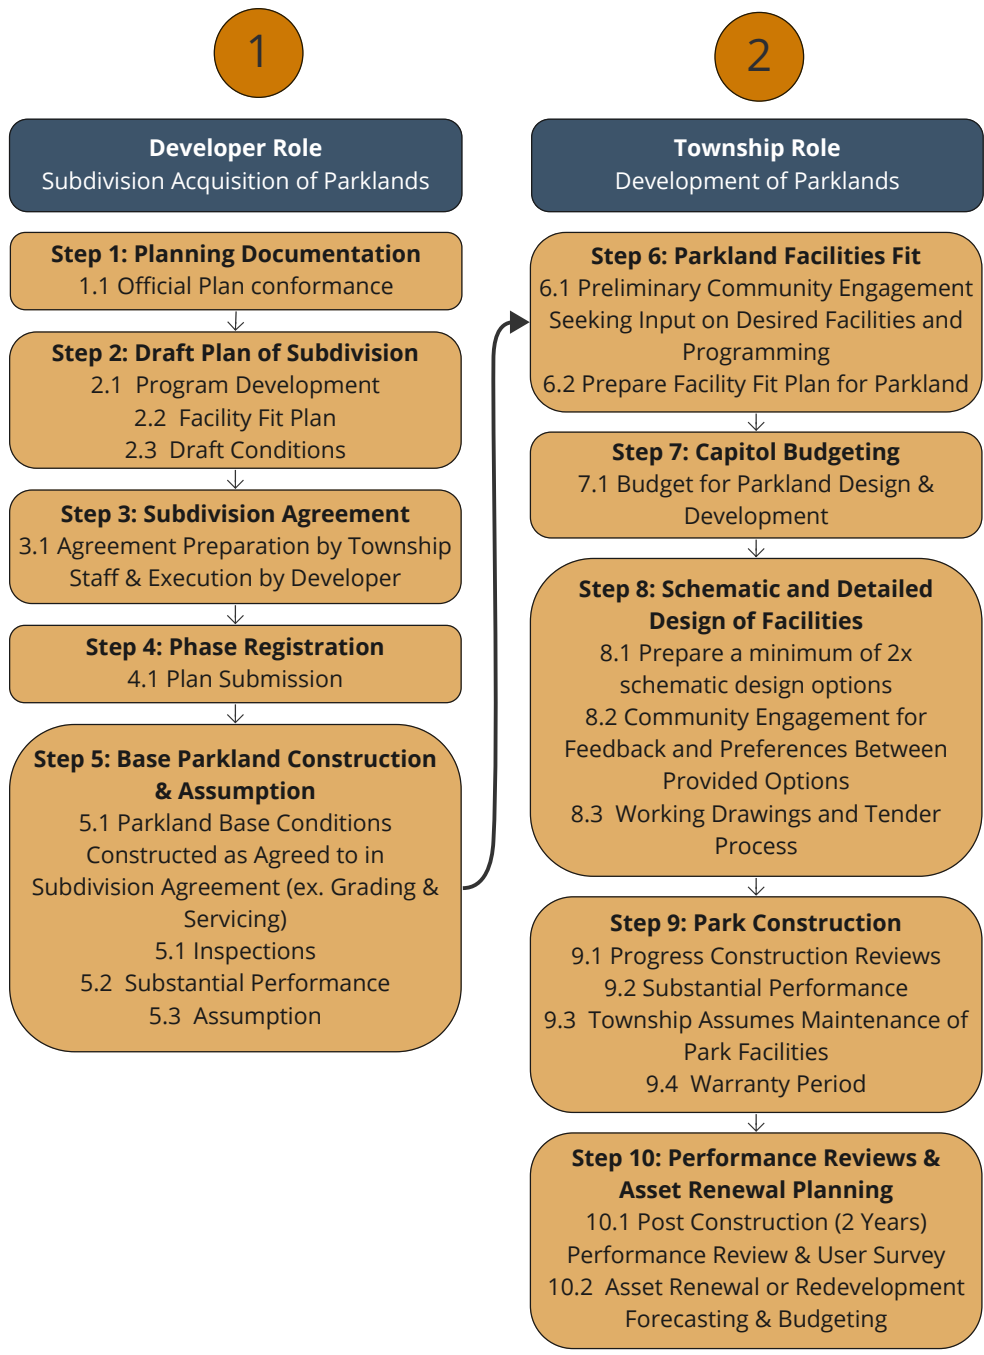 1
Developer Role
Subdivision Acquisition of Parklands
Step 1: Planning Documentation
1.1 Official Plan conformance
Step 2: Draft Plan of Subdivision
2.1 Program Development
2.2 Facility Fit Plan
2.3 Draft Conditions
Step 3: Subdivision Agreement
3.1 Agreement Preparation by Township
Staff & Execution by Developer
Step 4: Phase Registration
4.1 Plan Submission
Step 5: Base Parkland Construction
& Assumption
5.1 Parkland Base Conditions
Constructed as Agreed to in
Subdivision Agreement (ex. Grading &
Servicing)
5.1 Inspections
5.2 Substantial Performance
5.3 Assumption
2
Township Role
Development of Parklands
Step 6: Parkland Facilities Fit
6.1 Preliminary Community Engagement
Seeking Input on Desired Facilities and
Programming
6.2 Prepare Facility Fit Plan for Parkland
Step 7: Capitol Budgeting
7.1 Budget for Parkland Design &
Development
Step 8: Schematic and Detailed
Design of Facilities
8.1 Prepare a minimum of 2x
schematic design options
8.2 Community Engagement for
Feedback and Preferences Between
Provided Options
8.3 Working Drawings and Tender
Process
Step 9: Park Construction
9.1 Progress Construction Reviews
9.2 Substantial Performance
9.3 Township Assumes Maintenance of
Park Facilities
9.4 Warranty Period
Step 10: Performance Reviews &
Asset Renewal Planning
10.1 Post Construction (2 Years)
Performance Review & User Survey
10.2 Asset Renewal or Redevelopment
Forecasting & Budgeting